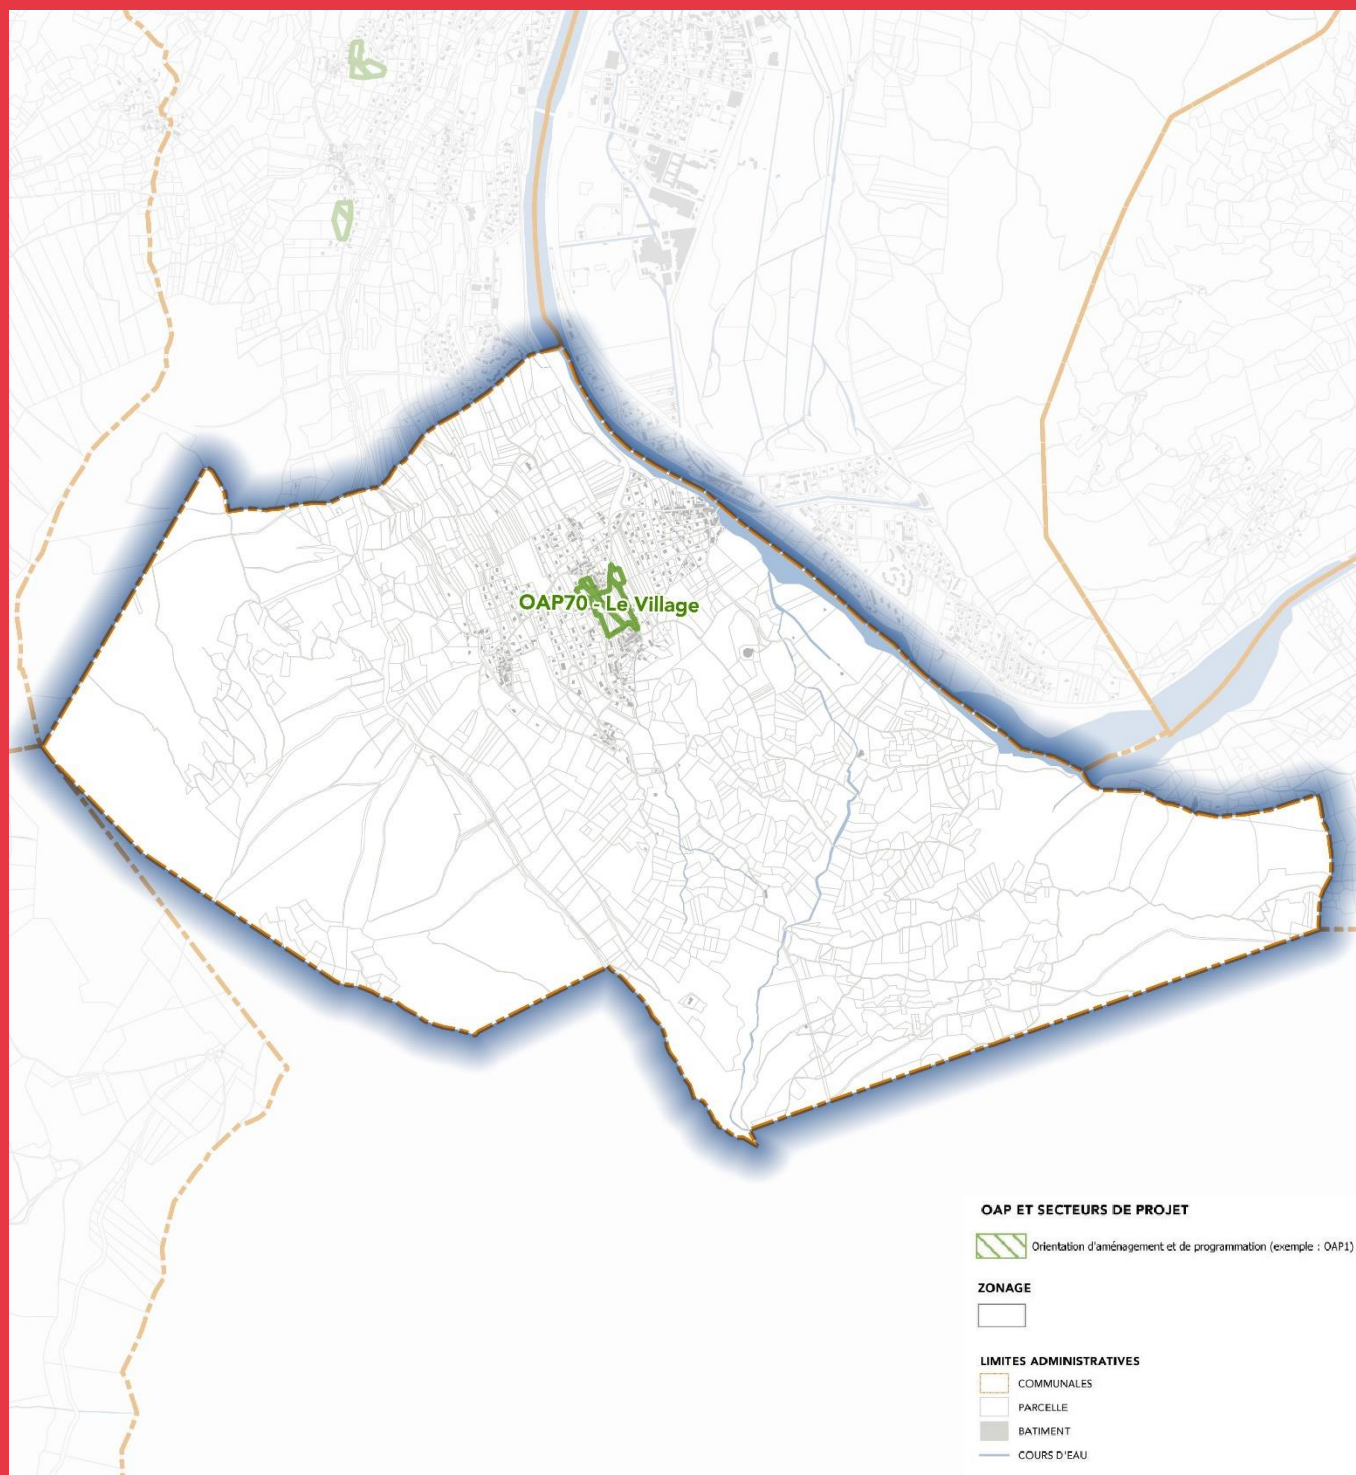 OAP70 - Le Village
OAP ET SECTEURS DE PROJET
Orientation d'aménagement et de programmation (exemple : OAP1)
ZONAGE
LIMITES ADMINISTRATIVES
COMMUNALES
PARCELLE
BATIMENT
COURS D'EAU